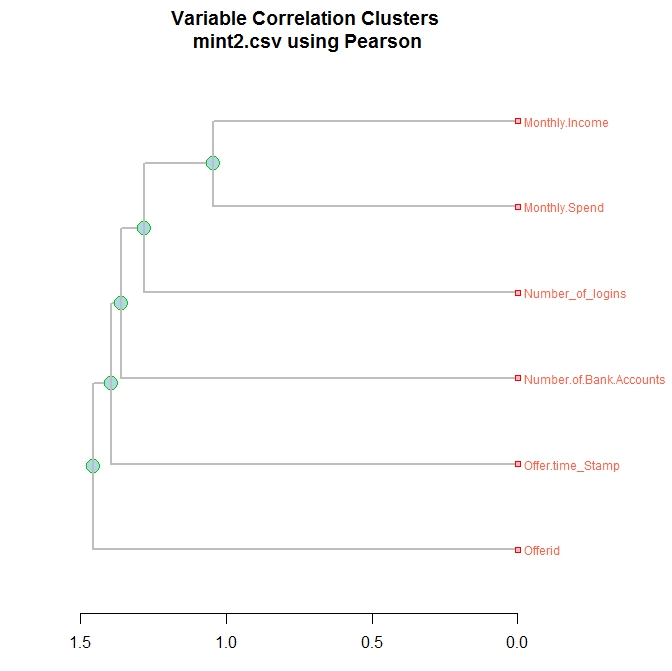 Variable Correlation Clusters
mint2.csv using Pearson
Monthly.Income
Monthly.Spend
Number_of_logins
Number.of.Bank.Accounts
Offer.time_Stamp
Offerid
1.5 1.0 0.5 0.0